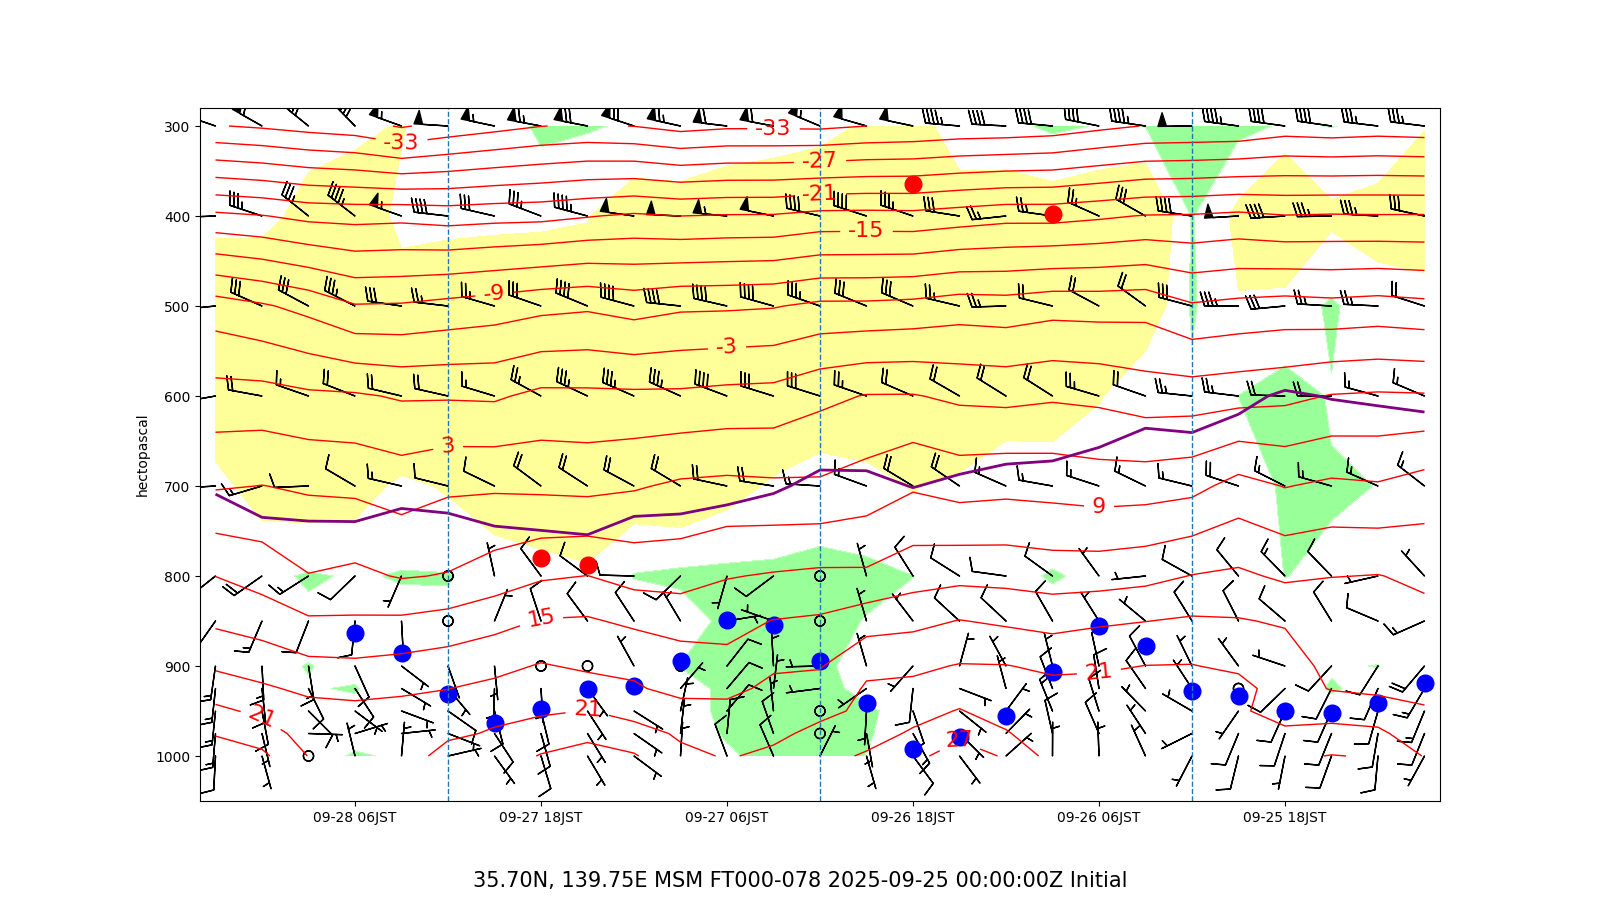 300
400
500
600
700
800
900
1000
hectopascal
-33
-33
-27
21
-15
-9
-3
3
9
15
21
21
21
27
09-28 06JST
09-27 18JST
09-27 06JST
09-26 18JST
09-26 06JST
09-25 18JST
35.70N, 139.75E MSM FT000-078 2025-09-25 00:00:00Z Initial